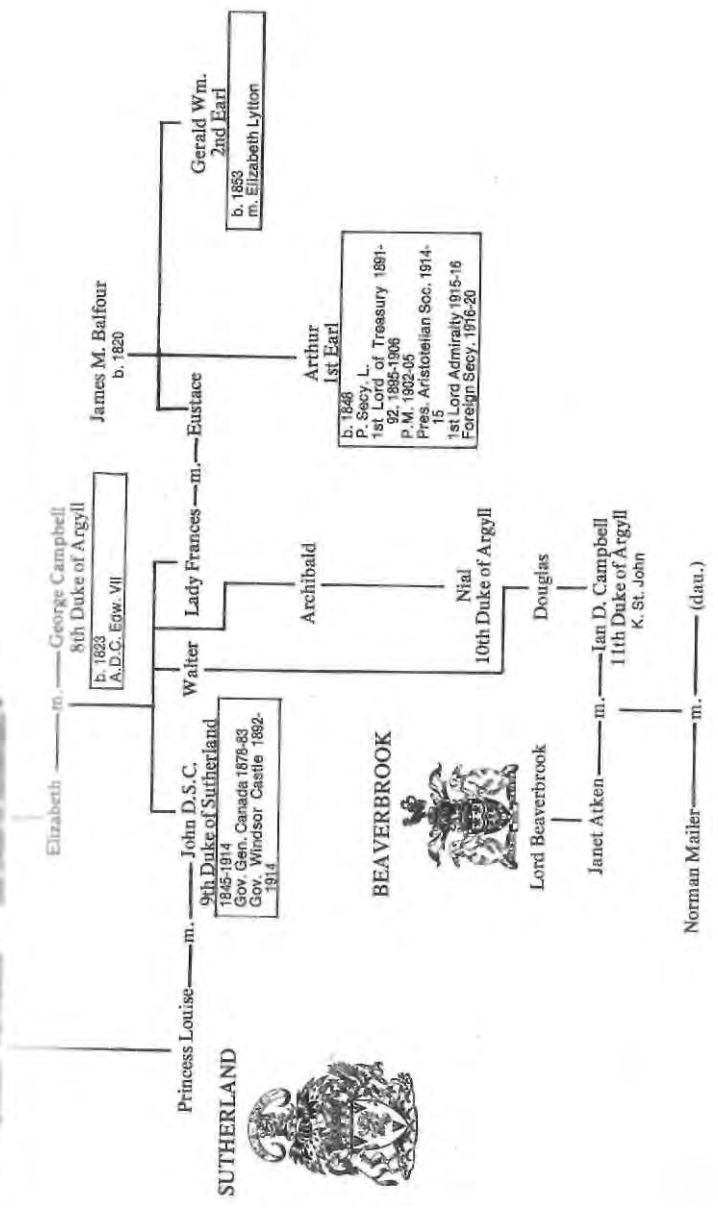 Elizabeth — m. — George Campbell
8th Duke of Argyll
b. 1823
A.D.C. Edw. VII
James M. Balfour
b. 1820
Princess Louise — m. — John D.S.C.
9th Duke of Sutherland
1845-1914
Gov. Gen. Canada 1878-83
Gov. Windsor Castle 1892-
1914
Walter
Lady Frances — m. — Eustace
Gerald Wm.
2nd Earl
b. 1853
m. Elizabeth Lytton
Archibald
Arthur
1st Earl
b. 1848
P. Secy. L.
1st Lord of Treasury 1891-
92, 1895-1906
P.M. 1902-05
Pres. Aristotelian Soc. 1914-
15
1st Lord Admiralty 1915-16
Foreign Secy. 1916-20
SUTHERLAND
BEAVERBROOK
Nial
10th Duke of Argyll
Lord Beaverbrook
Douglas
Janet Atken — m. — Ian D. Campbell
11th Duke of Argyll
K. St. John
Norman Mailer — m. — (dau.)